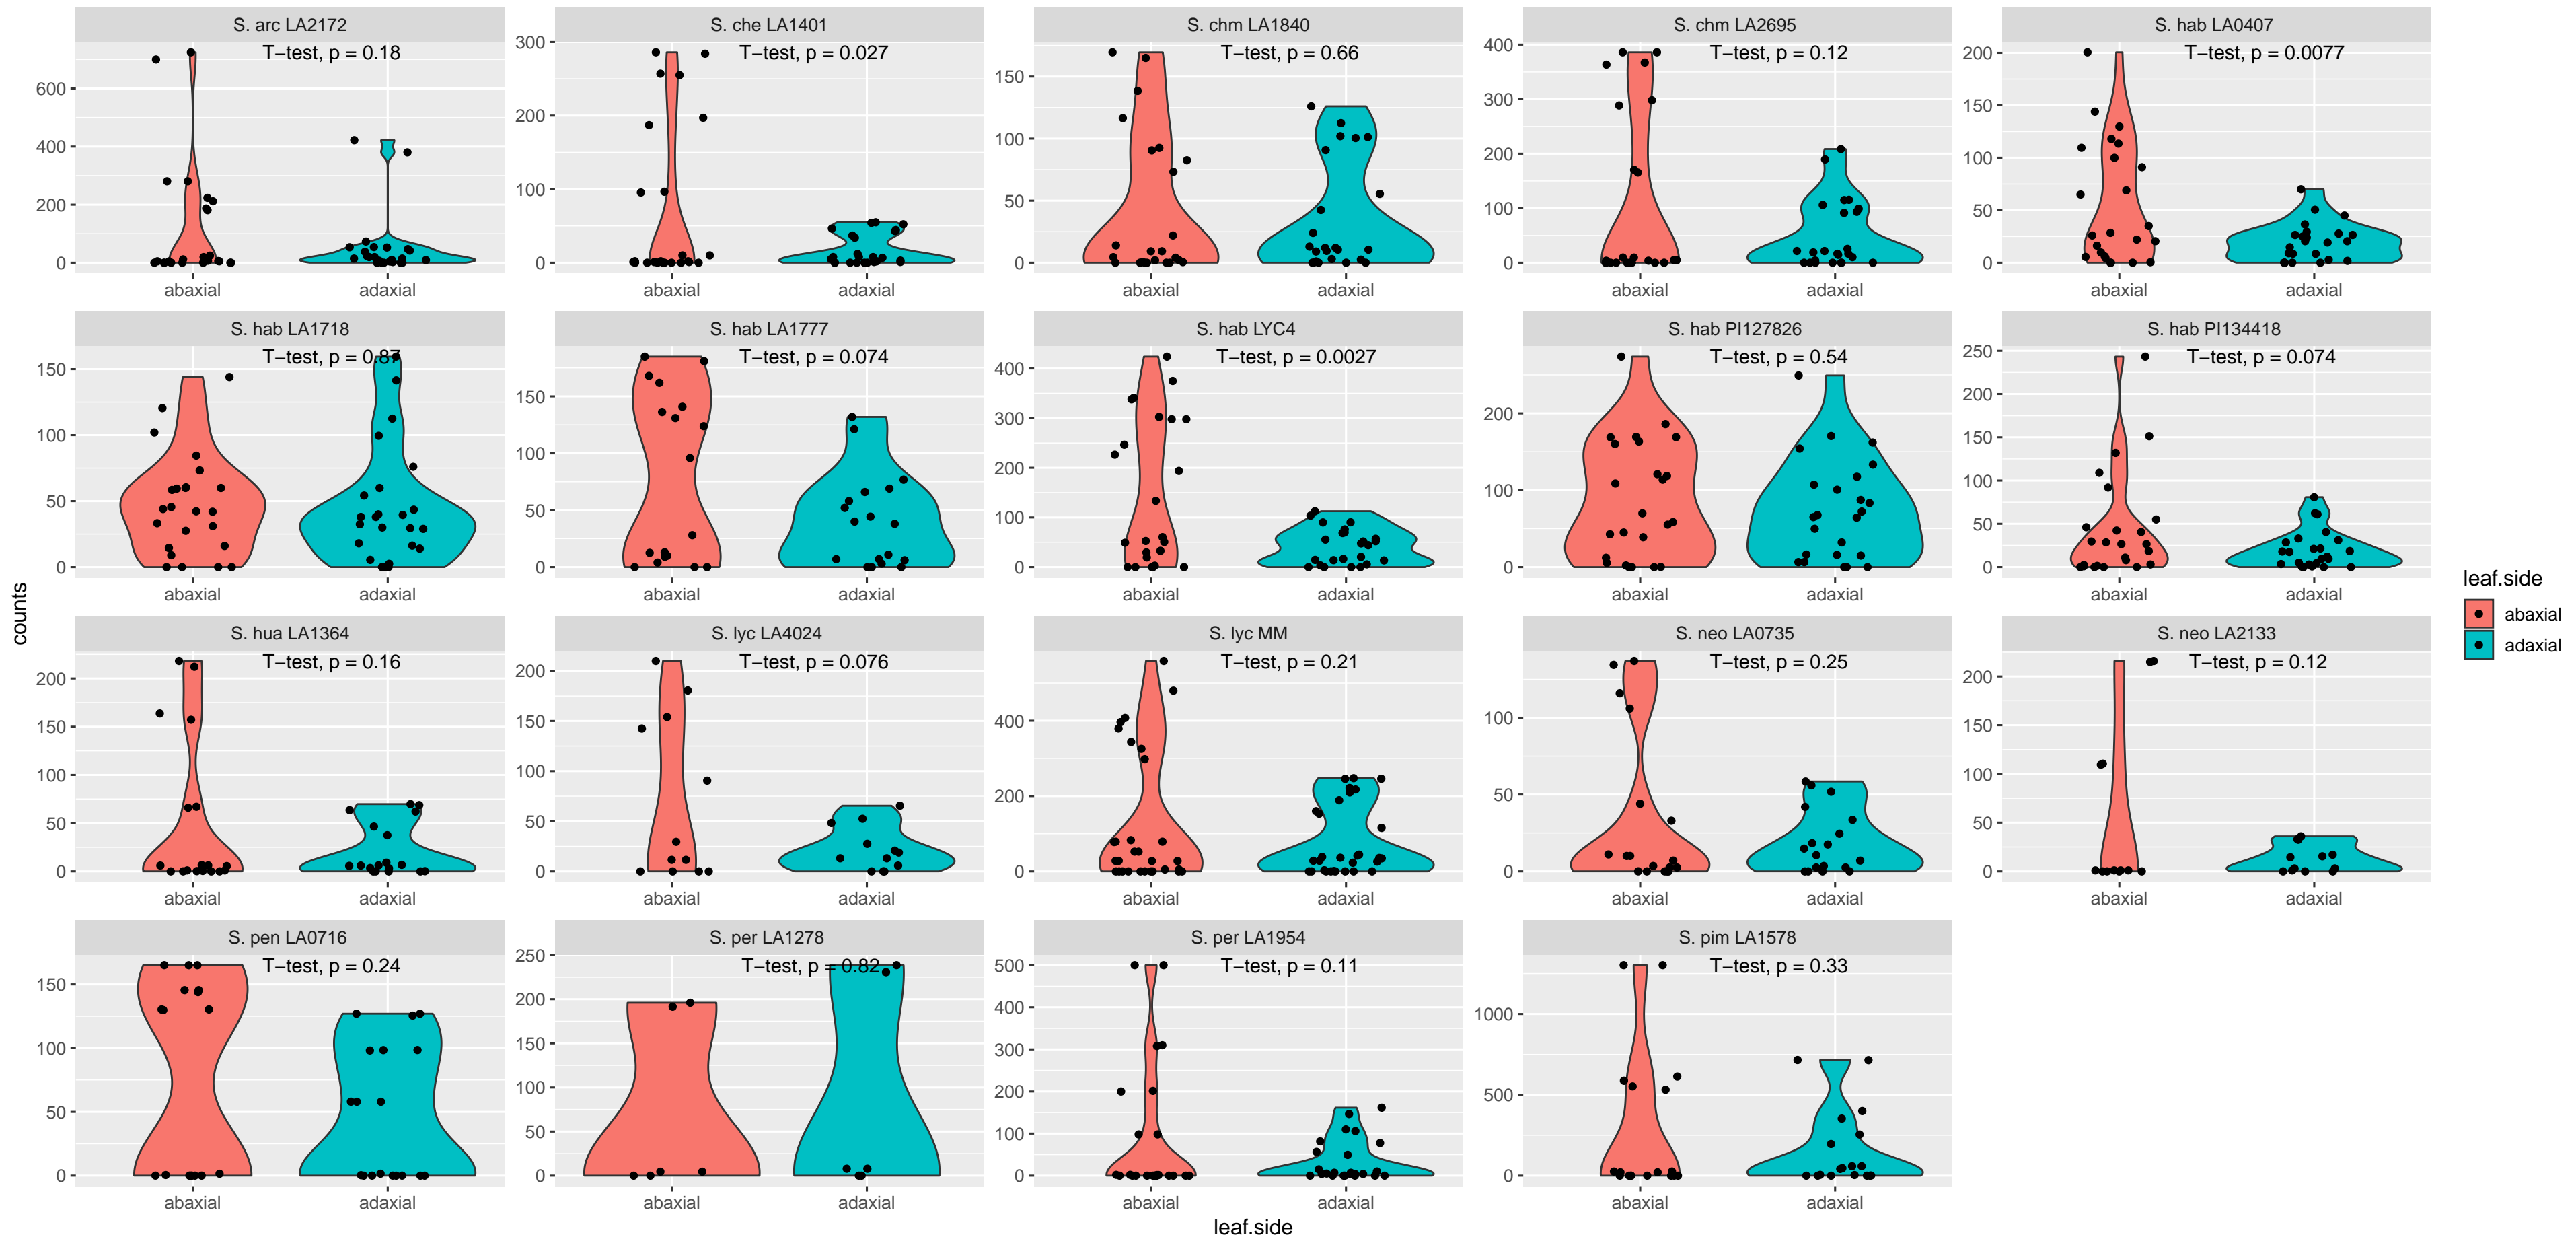 S. arc LA2172
S. che LA1401
S. chm LA1840
S. chm LA2695
S. hab LA0407
T−test, p = 0.18
T−test, p = 0.027
T−test, p = 0.66
T−test, p = 0.12
T−test, p = 0.0077
600
400
200
0
300
200
100
0
150
100
50
0
400
300
200
100
0
200
150
100
50
0
abaxial adaxial
abaxial adaxial
abaxial adaxial
abaxial adaxial
abaxial adaxial
S. hab LA1718
S. hab LA1777
S. hab LYC4
S. hab PI127826
S. hab PI134418
T−test, p = 0.87
T−test, p = 0.074
T−test, p = 0.0027
T−test, p = 0.54
T−test, p = 0.074
150
100
50
0
150
100
50
0
400
300
200
100
0
200
100
0
250
200
150
100
50
0
abaxial adaxial
abaxial adaxial
abaxial adaxial
abaxial adaxial
abaxial adaxial
counts
S. hua LA1364
S. lyc LA4024
S. lyc MM
S. neo LA0735
S. neo LA2133
T−test, p = 0.16
T−test, p = 0.076
T−test, p = 0.21
T−test, p = 0.25
T−test, p = 0.12
200
150
100
50
0
200
150
100
50
0
400
200
0
100
50
0
200
150
100
50
0
abaxial adaxial
abaxial adaxial
abaxial adaxial
abaxial adaxial
abaxial adaxial
S. pen LA0716
S. per LA1278
S. per LA1954
S. pim LA1578
T−test, p = 0.24
T−test, p = 0.82
T−test, p = 0.11
T−test, p = 0.33
150
100
50
0
250
200
150
100
50
0
500
400
300
200
100
0
1000
500
0
abaxial adaxial
abaxial adaxial
abaxial adaxial
abaxial adaxial
leaf.side
leaf.side
abaxial
adaxial